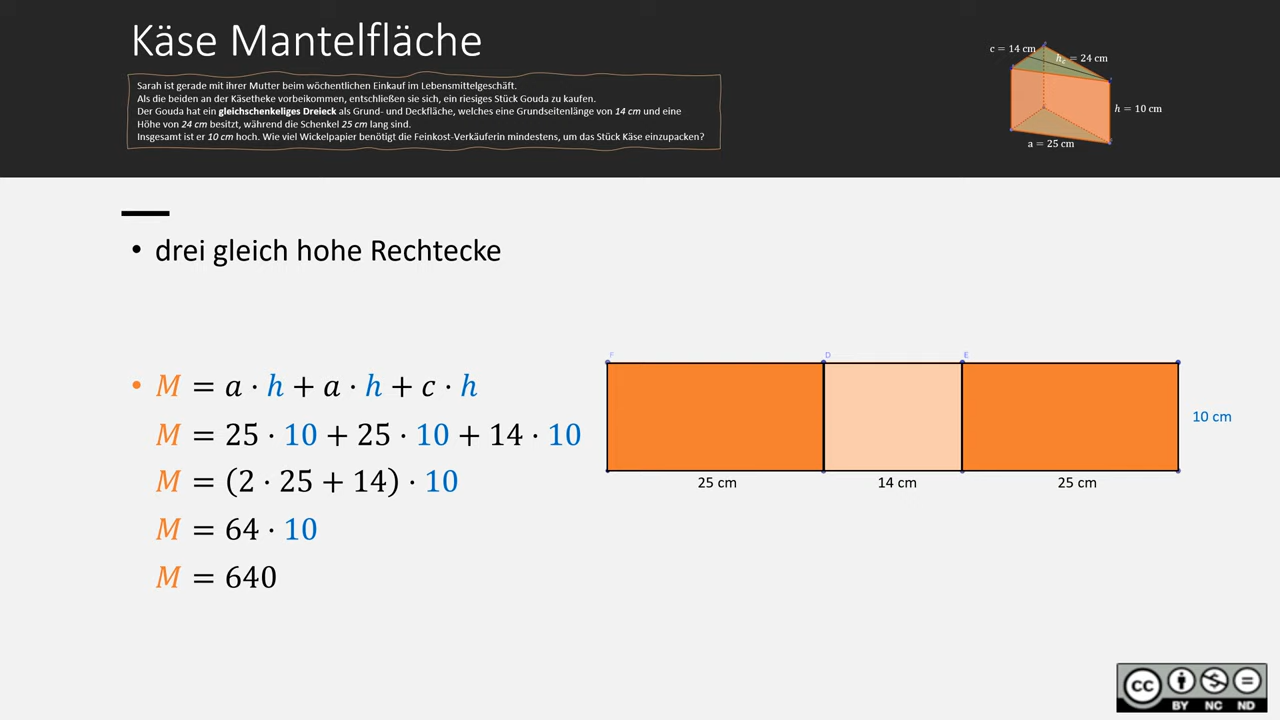 Käse Mantelfläche
Sarah ist gerade mit ihrer Mutter beim wöchentlichen Einkauf im Lebensmittelgeschäft.
Als die beiden an der Käsetheke vorbeikommen, entschließen sie sich, ein riesiges Stück Gouda zu kaufen.
Der Gouda hat ein gleichschenkeliges Dreieck als Grund- und Deckfläche, welches eine Grundseitenlänge von 14 cm und eine
Höhe von 24 cm besitzt, während die Schenkel 25 cm lang sind.
Insgesamt ist er 10 cm hoch. Wie viel Wickelpapier benötigt die Feinkost-Verkäuferin mindestens, um das Stück Käse einzupacken?
c = 14 cm
h_c = 24 cm
h = 10 cm
a = 25 cm
• drei gleich hohe Rechtecke
• M = a · h + a · h + c · h
M = 25 · 10 + 25 · 10 + 14 · 10
M = (2 · 25 + 14) · 10
M = 64 · 10
M = 640
F D E
10 cm
25 cm 14 cm 25 cm
CC BY NC ND